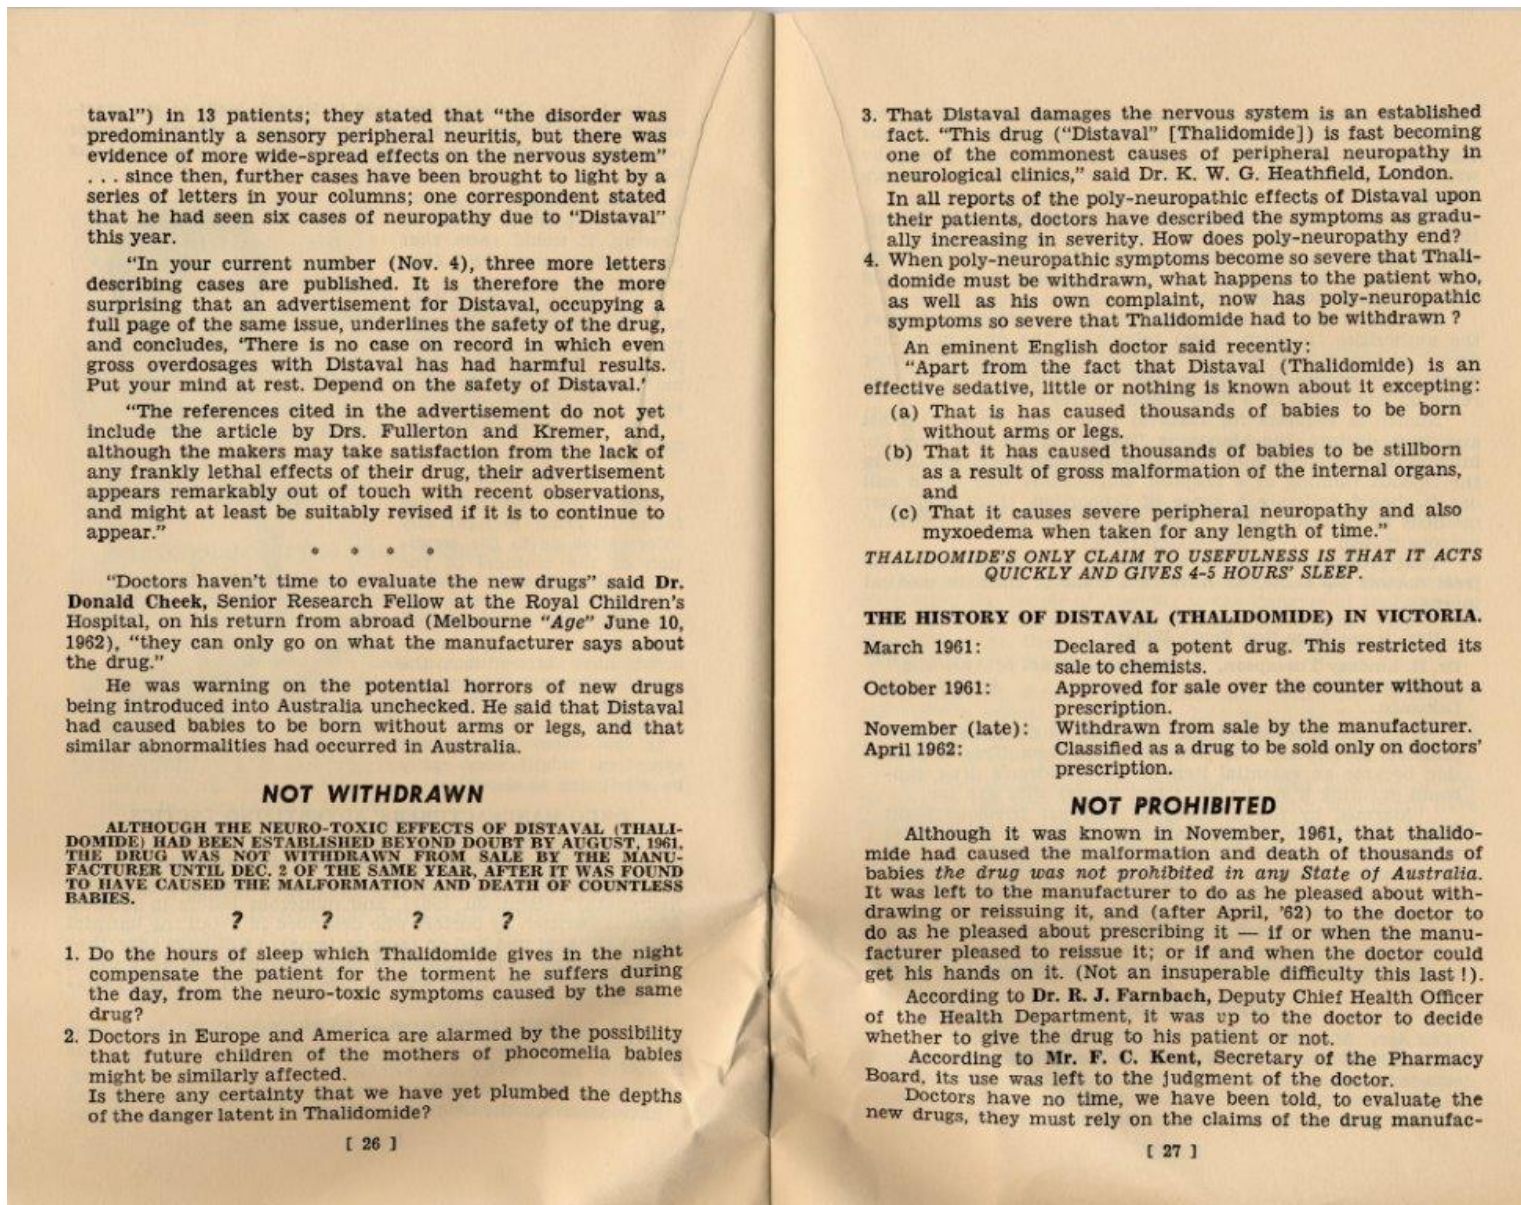 taval") in 13 patients; they stated that "the disorder was
predominantly a sensory peripheral neuritis, but there was
evidence of more wide-spread effects on the nervous system"
. . . since then, further cases have been brought to light by a
series of letters in your columns; one correspondent stated
that he had seen six cases of neuropathy due to "Distaval"
this year.
"In your current number (Nov. 4), three more letters
describing cases are published. It is therefore the more
surprising that an advertisement for Distaval, occupying a
full page of the same issue, underlines the safety of the drug,
and concludes, 'There is no case on record in which even
gross overdosages with Distaval has had harmful results.
Put your mind at rest. Depend on the safety of Distaval.'
"The references cited in the advertisement do not yet
include the article by Drs. Fullerton and Kremer, and,
although the makers may take satisfaction from the lack of
any frankly lethal effects of their drug, their advertisement
appears remarkably out of touch with recent observations,
and might at least be suitably revised if it is to continue to
appear."
* * * *
"Doctors haven't time to evaluate the new drugs" said Dr.
Donald Cheek, Senior Research Fellow at the Royal Children's
Hospital, on his return from abroad (Melbourne "Age" June 10,
1962), "they can only go on what the manufacturer says about
the drug."
He was warning on the potential horrors of new drugs
being introduced into Australia unchecked. He said that Distaval
had caused babies to be born without arms or legs, and that
similar abnormalities had occurred in Australia.
NOT WITHDRAWN
ALTHOUGH THE NEURO-TOXIC EFFECTS OF DISTAVAL (THALI-
DOMIDE) HAD BEEN ESTABLISHED BEYOND DOUBT BY AUGUST, 1961,
THE DRUG WAS NOT WITHDRAWN FROM SALE BY THE MANU-
FACTURER UNTIL DEC. 2 OF THE SAME YEAR, AFTER IT WAS FOUND
TO HAVE CAUSED THE MALFORMATION AND DEATH OF COUNTLESS
BABIES.
? ? ? ?
1. Do the hours of sleep which Thalidomide gives in the night
compensate the patient for the torment he suffers during
the day, from the neuro-toxic symptoms caused by the same
drug?
2. Doctors in Europe and America are alarmed by the possibility
that future children of the mothers of phocomelia babies
might be similarly affected.
Is there any certainty that we have yet plumbed the depths
of the danger latent in Thalidomide?
[ 26 ]
3. That Distaval damages the nervous system is an established
fact. "This drug ("Distaval" [Thalidomide]) is fast becoming
one of the commonest causes of peripheral neuropathy in
neurological clinics," said Dr. K. W. G. Heathfield, London.
In all reports of the poly-neuropathic effects of Distaval upon
their patients, doctors have described the symptoms as gradu-
ally increasing in severity. How does poly-neuropathy end?
4. When poly-neuropathic symptoms become so severe that Thali-
domide must be withdrawn, what happens to the patient who,
as well as his own complaint, now has poly-neuropathic
symptoms so severe that Thalidomide had to be withdrawn ?
An eminent English doctor said recently:
"Apart from the fact that Distaval (Thalidomide) is an
effective sedative, little or nothing is known about it excepting:
(a) That is has caused thousands of babies to be born
without arms or legs.
(b) That it has caused thousands of babies to be stillborn
as a result of gross malformation of the internal organs,
and
(c) That it causes severe peripheral neuropathy and also
myxoedema when taken for any length of time."
THALIDOMIDE'S ONLY CLAIM TO USEFULNESS IS THAT IT ACTS
QUICKLY AND GIVES 4-5 HOURS' SLEEP.
THE HISTORY OF DISTAVAL (THALIDOMIDE) IN VICTORIA.
March 1961: Declared a potent drug. This restricted its
sale to chemists.
October 1961: Approved for sale over the counter without a
prescription.
November (late): Withdrawn from sale by the manufacturer.
April 1962: Classified as a drug to be sold only on doctors'
prescription.
NOT PROHIBITED
Although it was known in November, 1961, that thalido-
mide had caused the malformation and death of thousands of
babies the drug was not prohibited in any State of Australia.
It was left to the manufacturer to do as he pleased about with-
drawing or reissuing it, and (after April, '62) to the doctor to
do as he pleased about prescribing it — if or when the manu-
facturer pleased to reissue it; or if and when the doctor could
get his hands on it. (Not an insuperable difficulty this last !).
According to Dr. R. J. Farnbach, Deputy Chief Health Officer
of the Health Department, it was up to the doctor to decide
whether to give the drug to his patient or not.
According to Mr. F. C. Kent, Secretary of the Pharmacy
Board, its use was left to the judgment of the doctor.
Doctors have no time, we have been told, to evaluate the
new drugs, they must rely on the claims of the drug manufac-
[ 27 ]